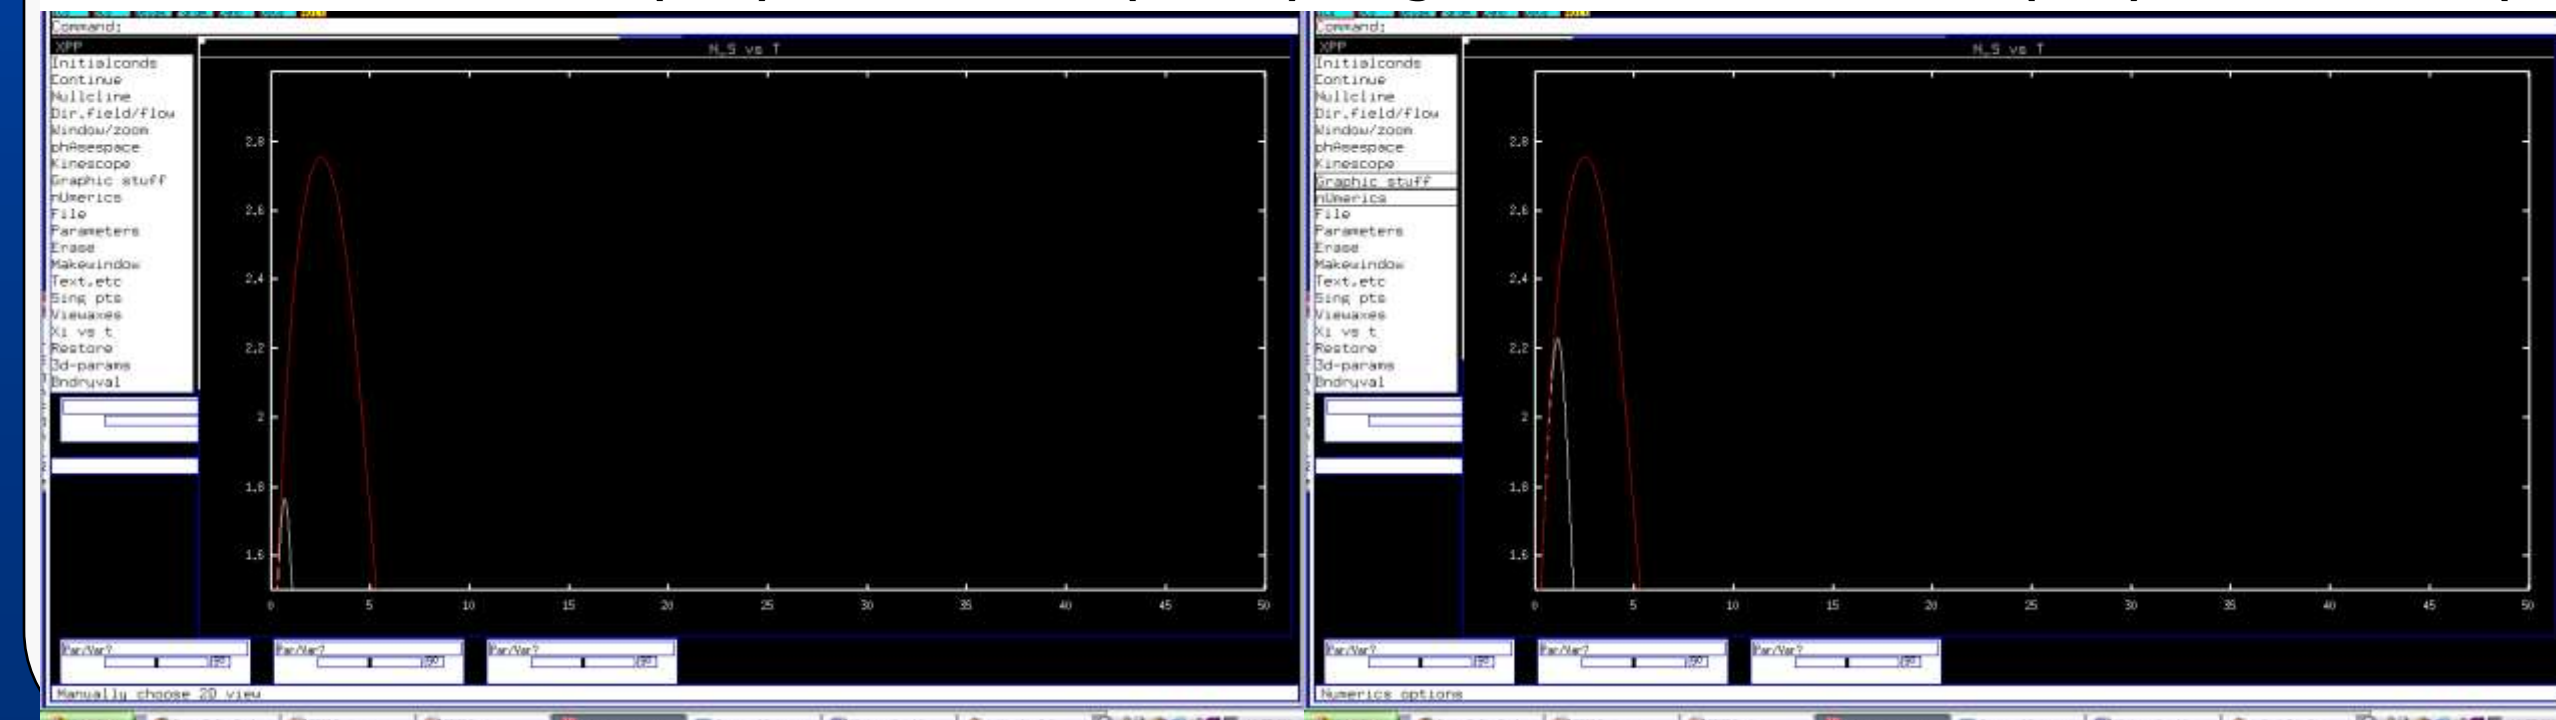 Command:
XPP
N_S vs T
Initialconds
Continue
Nullcline
Dir.field/flow
Window/zoom
phAsespace
Kinescope
Graphic stuff
nUmerics
File
Parameters
Erase
Makewindow
Text,etc
Sing pts
Viewaxes
Xi vs t
Restore
3d-params
Bndryval
2.8
2.6
2.4
2.2
2
1.8
1.6
0 5 10 15 20 25 30 35 40 45 50
Par/Var?
Par/Var?
Par/Var?
Manually choose 2D view
Command:
XPP
N_S vs T
Initialconds
Continue
Nullcline
Dir.field/flow
Window/zoom
phAsespace
Kinescope
Graphic stuff
nUmerics
File
Parameters
Erase
Makewindow
Text,etc
Sing pts
Viewaxes
Xi vs t
Restore
3d-params
Bndryval
2.8
2.6
2.4
2.2
2
1.8
1.6
0 5 10 15 20 25 30 35 40 45 50
Par/Var?
Par/Var?
Par/Var?
Numerics options